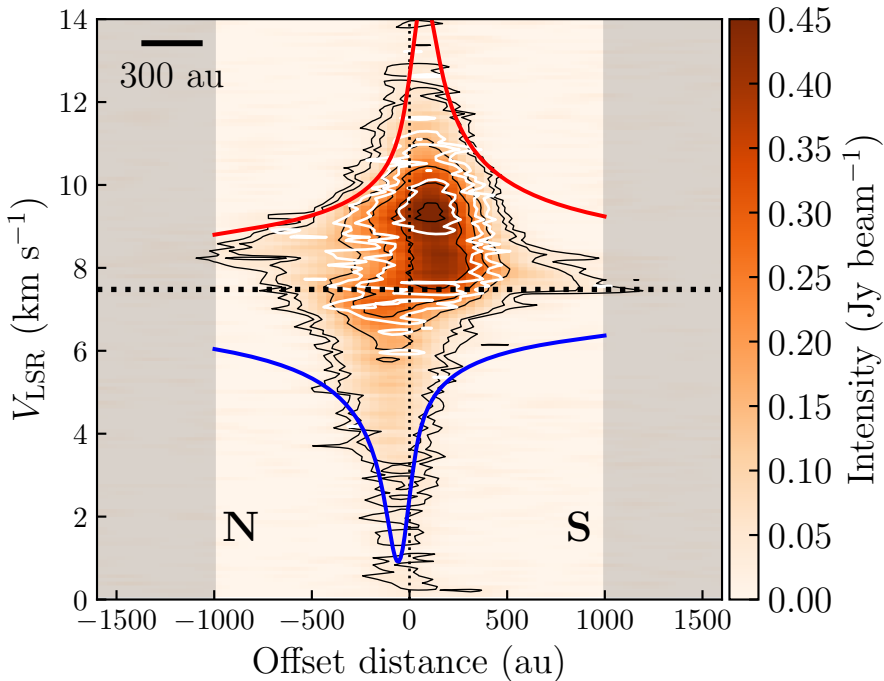 300 au
N
S
14
12
10
8
6
4
2
0
−1500 −1000 −500 0 500 1000 1500
Offset distance (au)
V_LSR (km s⁻¹)
0.45
0.40
0.35
0.30
0.25
0.20
0.15
0.10
0.05
0.00
Intensity (Jy beam⁻¹)